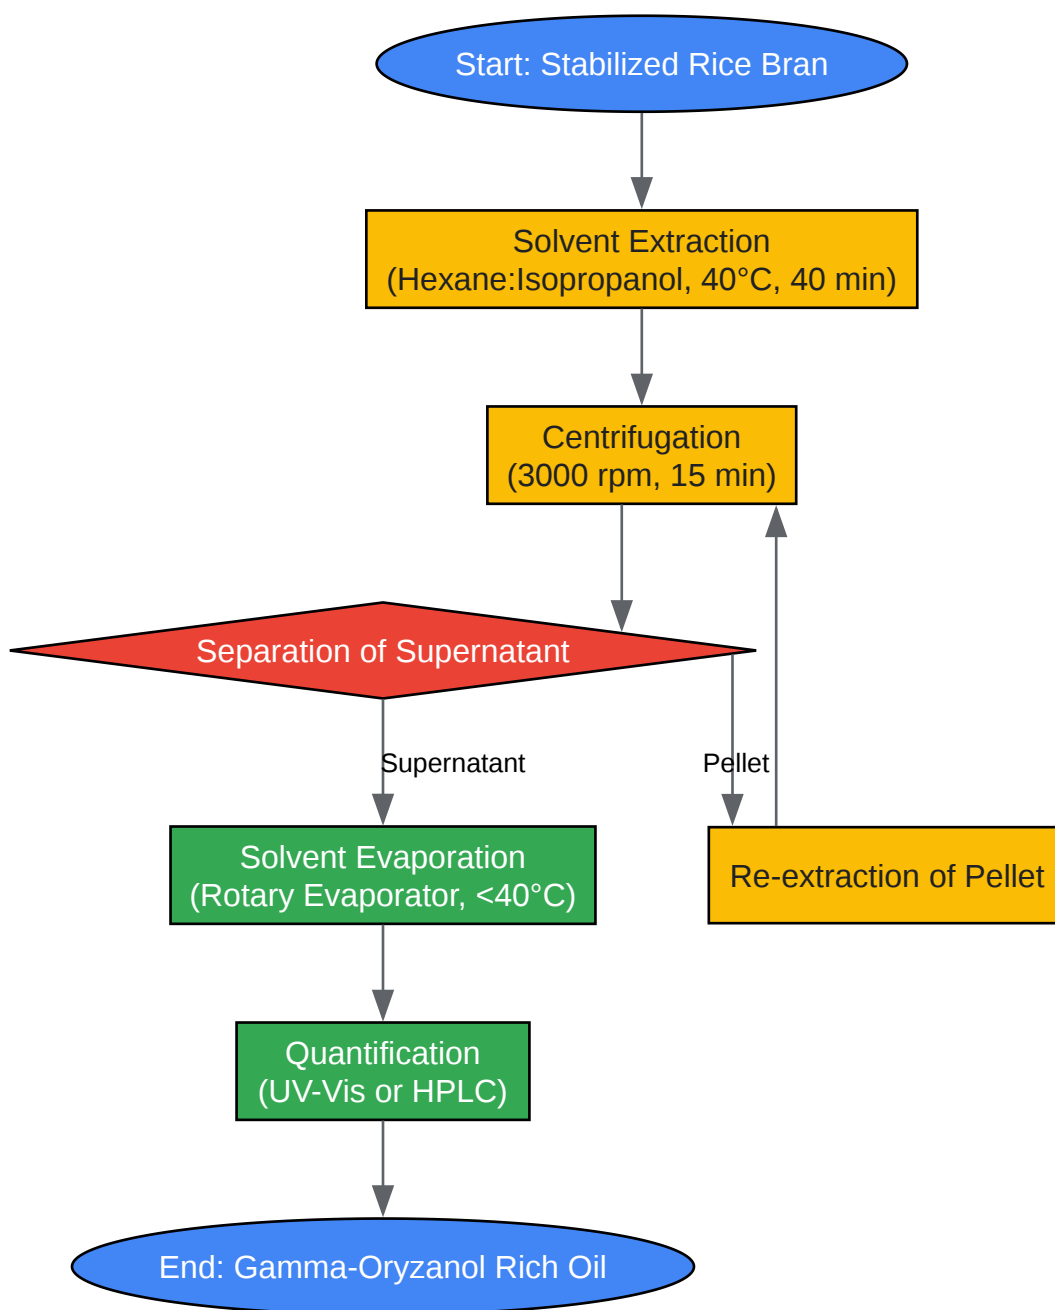 Start: Stabilized Rice Bran
Solvent Extraction
(Hexane:Isopropanol, 40°C, 40 min)
Centrifugation
(3000 rpm, 15 min)
Separation of Supernatant
Supernatant
Pellet
Solvent Evaporation
(Rotary Evaporator, <40°C)
Re-extraction of Pellet
Quantification
(UV-Vis or HPLC)
End: Gamma-Oryzanol Rich Oil